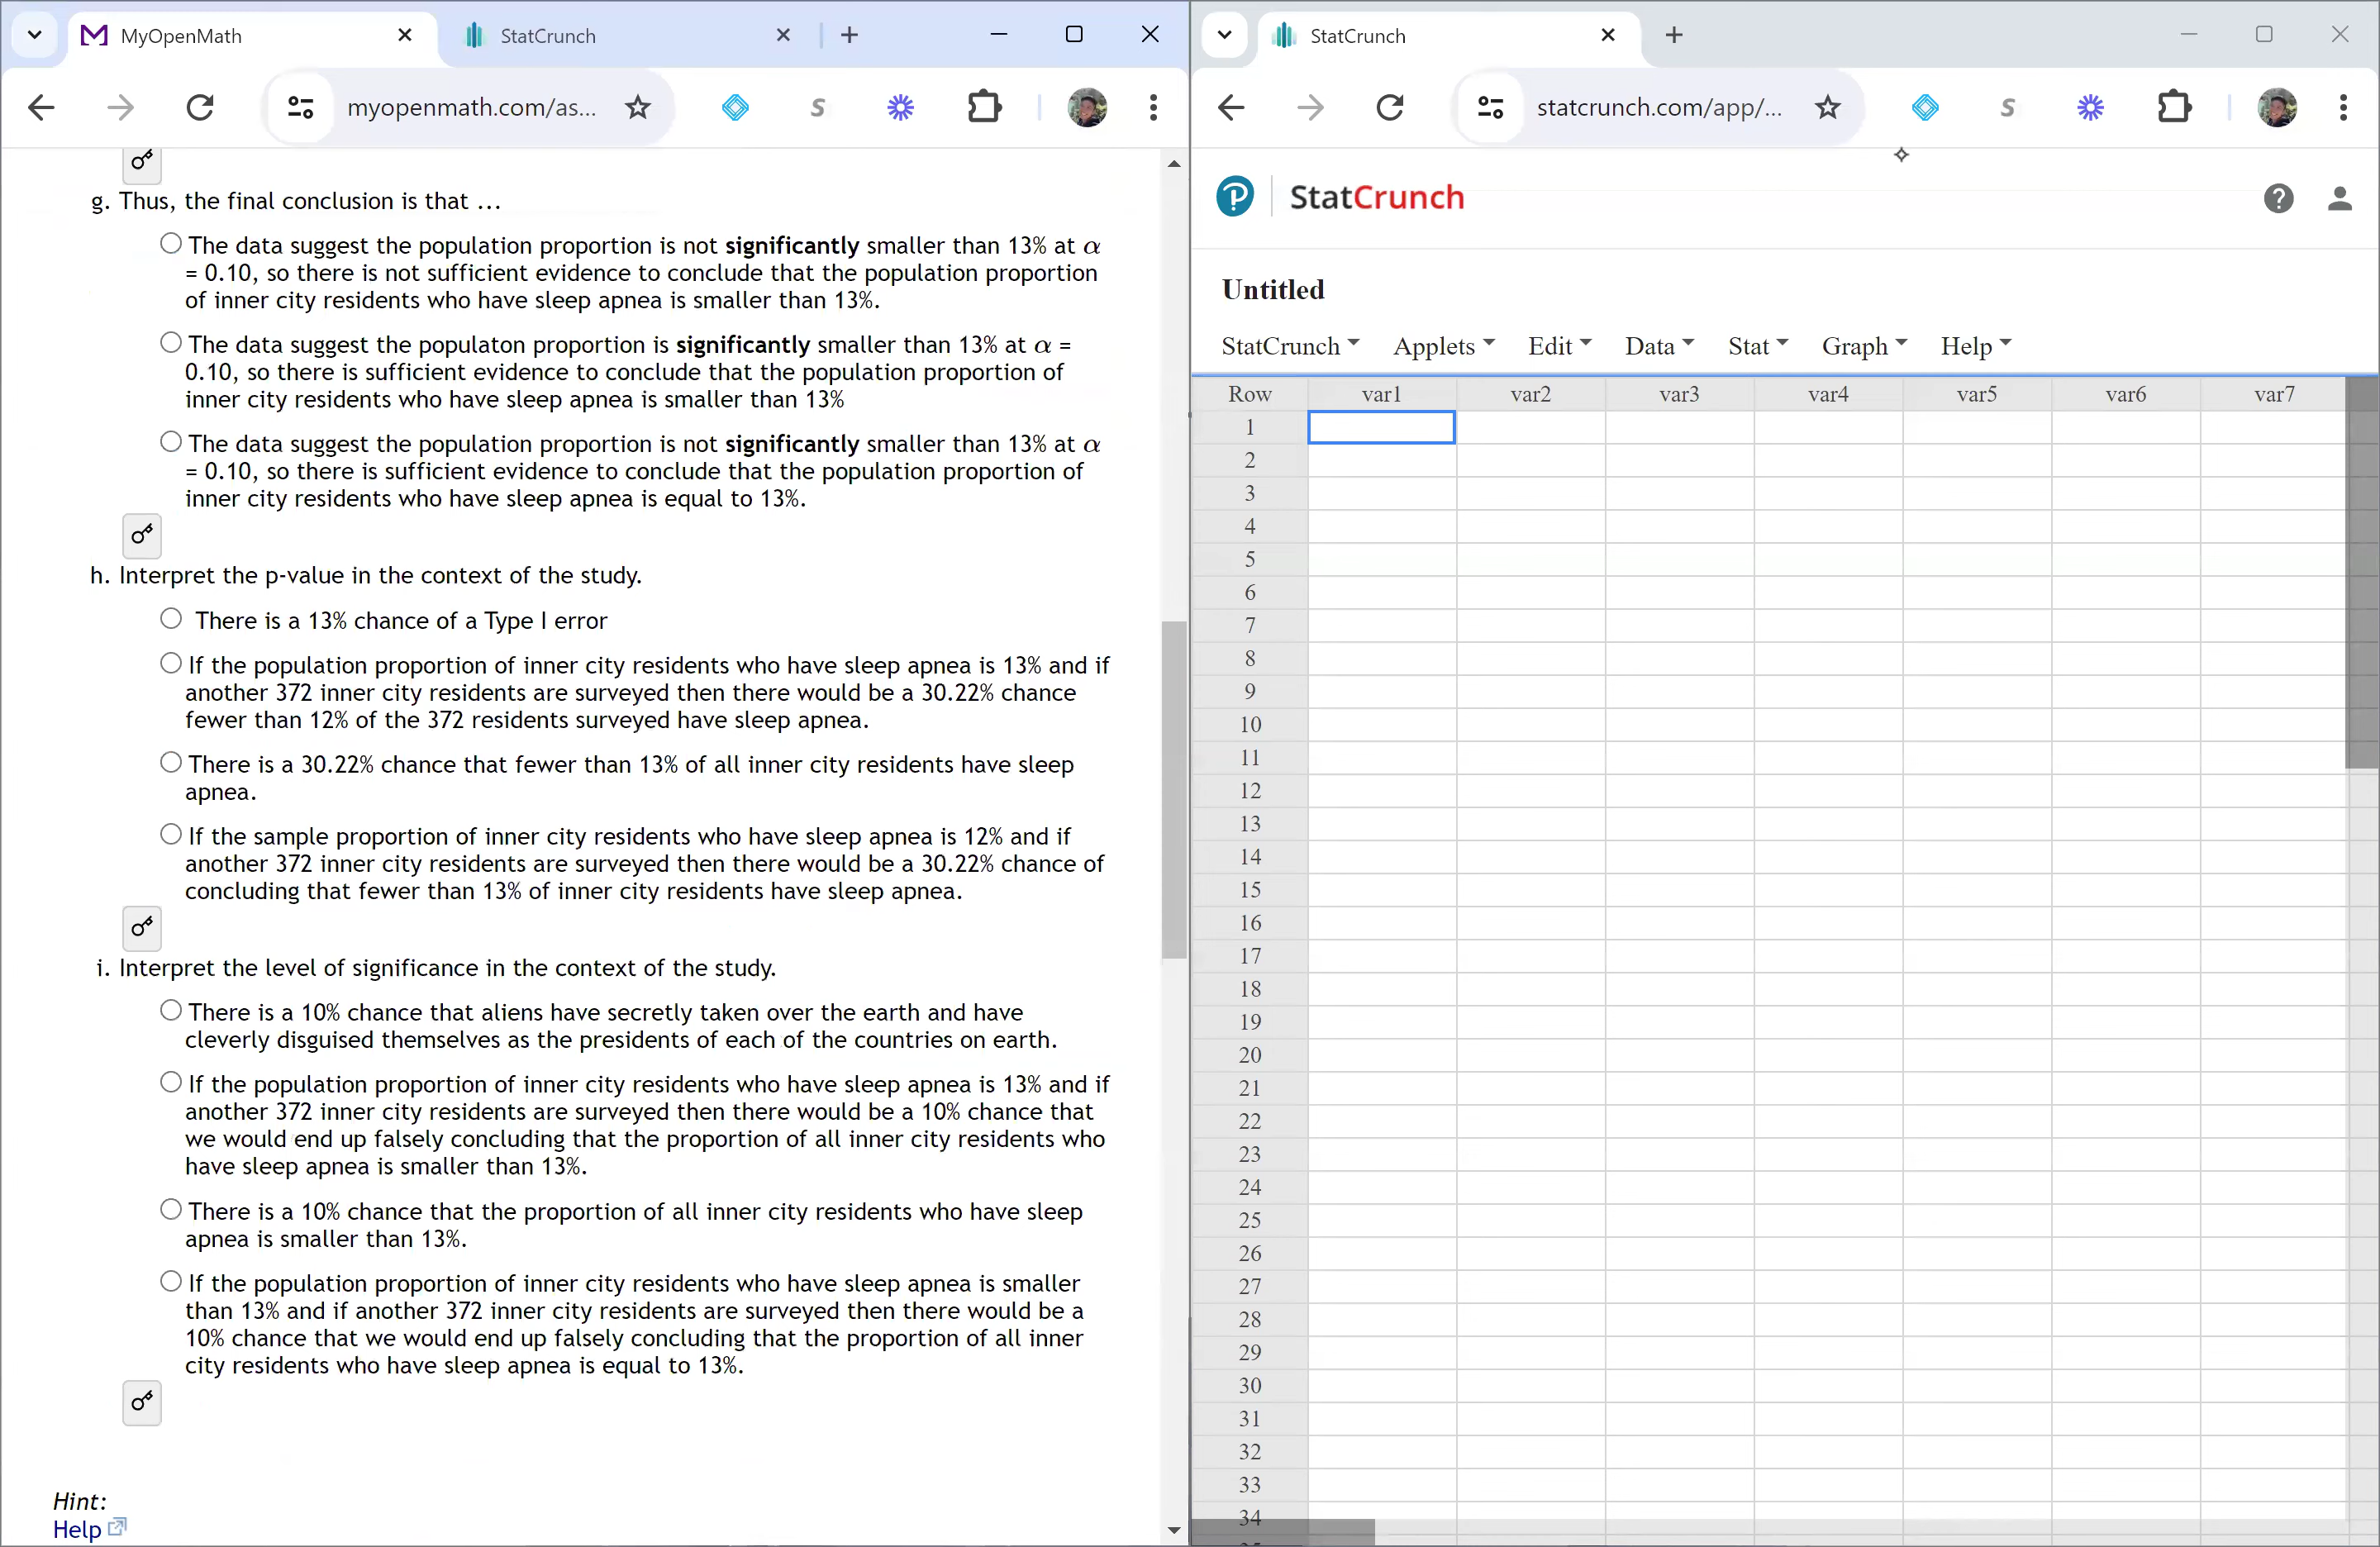 MyOpenMath
StatCrunch
StatCrunch
myopenmath.com/as...
statcrunch.com/app/...
g. Thus, the final conclusion is that ...
The data suggest the population proportion is not significantly smaller than 13% at α
= 0.10, so there is not sufficient evidence to conclude that the population proportion
of inner city residents who have sleep apnea is smaller than 13%.
The data suggest the populaton proportion is significantly smaller than 13% at α =
0.10, so there is sufficient evidence to conclude that the population proportion of
inner city residents who have sleep apnea is smaller than 13%
The data suggest the population proportion is not significantly smaller than 13% at α
= 0.10, so there is sufficient evidence to conclude that the population proportion of
inner city residents who have sleep apnea is equal to 13%.
h. Interpret the p-value in the context of the study.
There is a 13% chance of a Type I error
If the population proportion of inner city residents who have sleep apnea is 13% and if
another 372 inner city residents are surveyed then there would be a 30.22% chance
fewer than 12% of the 372 residents surveyed have sleep apnea.
There is a 30.22% chance that fewer than 13% of all inner city residents have sleep
apnea.
If the sample proportion of inner city residents who have sleep apnea is 12% and if
another 372 inner city residents are surveyed then there would be a 30.22% chance of
concluding that fewer than 13% of inner city residents have sleep apnea.
i. Interpret the level of significance in the context of the study.
There is a 10% chance that aliens have secretly taken over the earth and have
cleverly disguised themselves as the presidents of each of the countries on earth.
If the population proportion of inner city residents who have sleep apnea is 13% and if
another 372 inner city residents are surveyed then there would be a 10% chance that
we would end up falsely concluding that the proportion of all inner city residents who
have sleep apnea is smaller than 13%.
There is a 10% chance that the proportion of all inner city residents who have sleep
apnea is smaller than 13%.
If the population proportion of inner city residents who have sleep apnea is smaller
than 13% and if another 372 inner city residents are surveyed then there would be a
10% chance that we would end up falsely concluding that the proportion of all inner
city residents who have sleep apnea is equal to 13%.
Hint:
Help
StatCrunch
Untitled
StatCrunch Applets Edit Data Stat Graph Help
Row var1 var2 var3 var4 var5 var6 var7
1
2
3
4
5
6
7
8
9
10
11
12
13
14
15
16
17
18
19
20
21
22
23
24
25
26
27
28
29
30
31
32
33
34